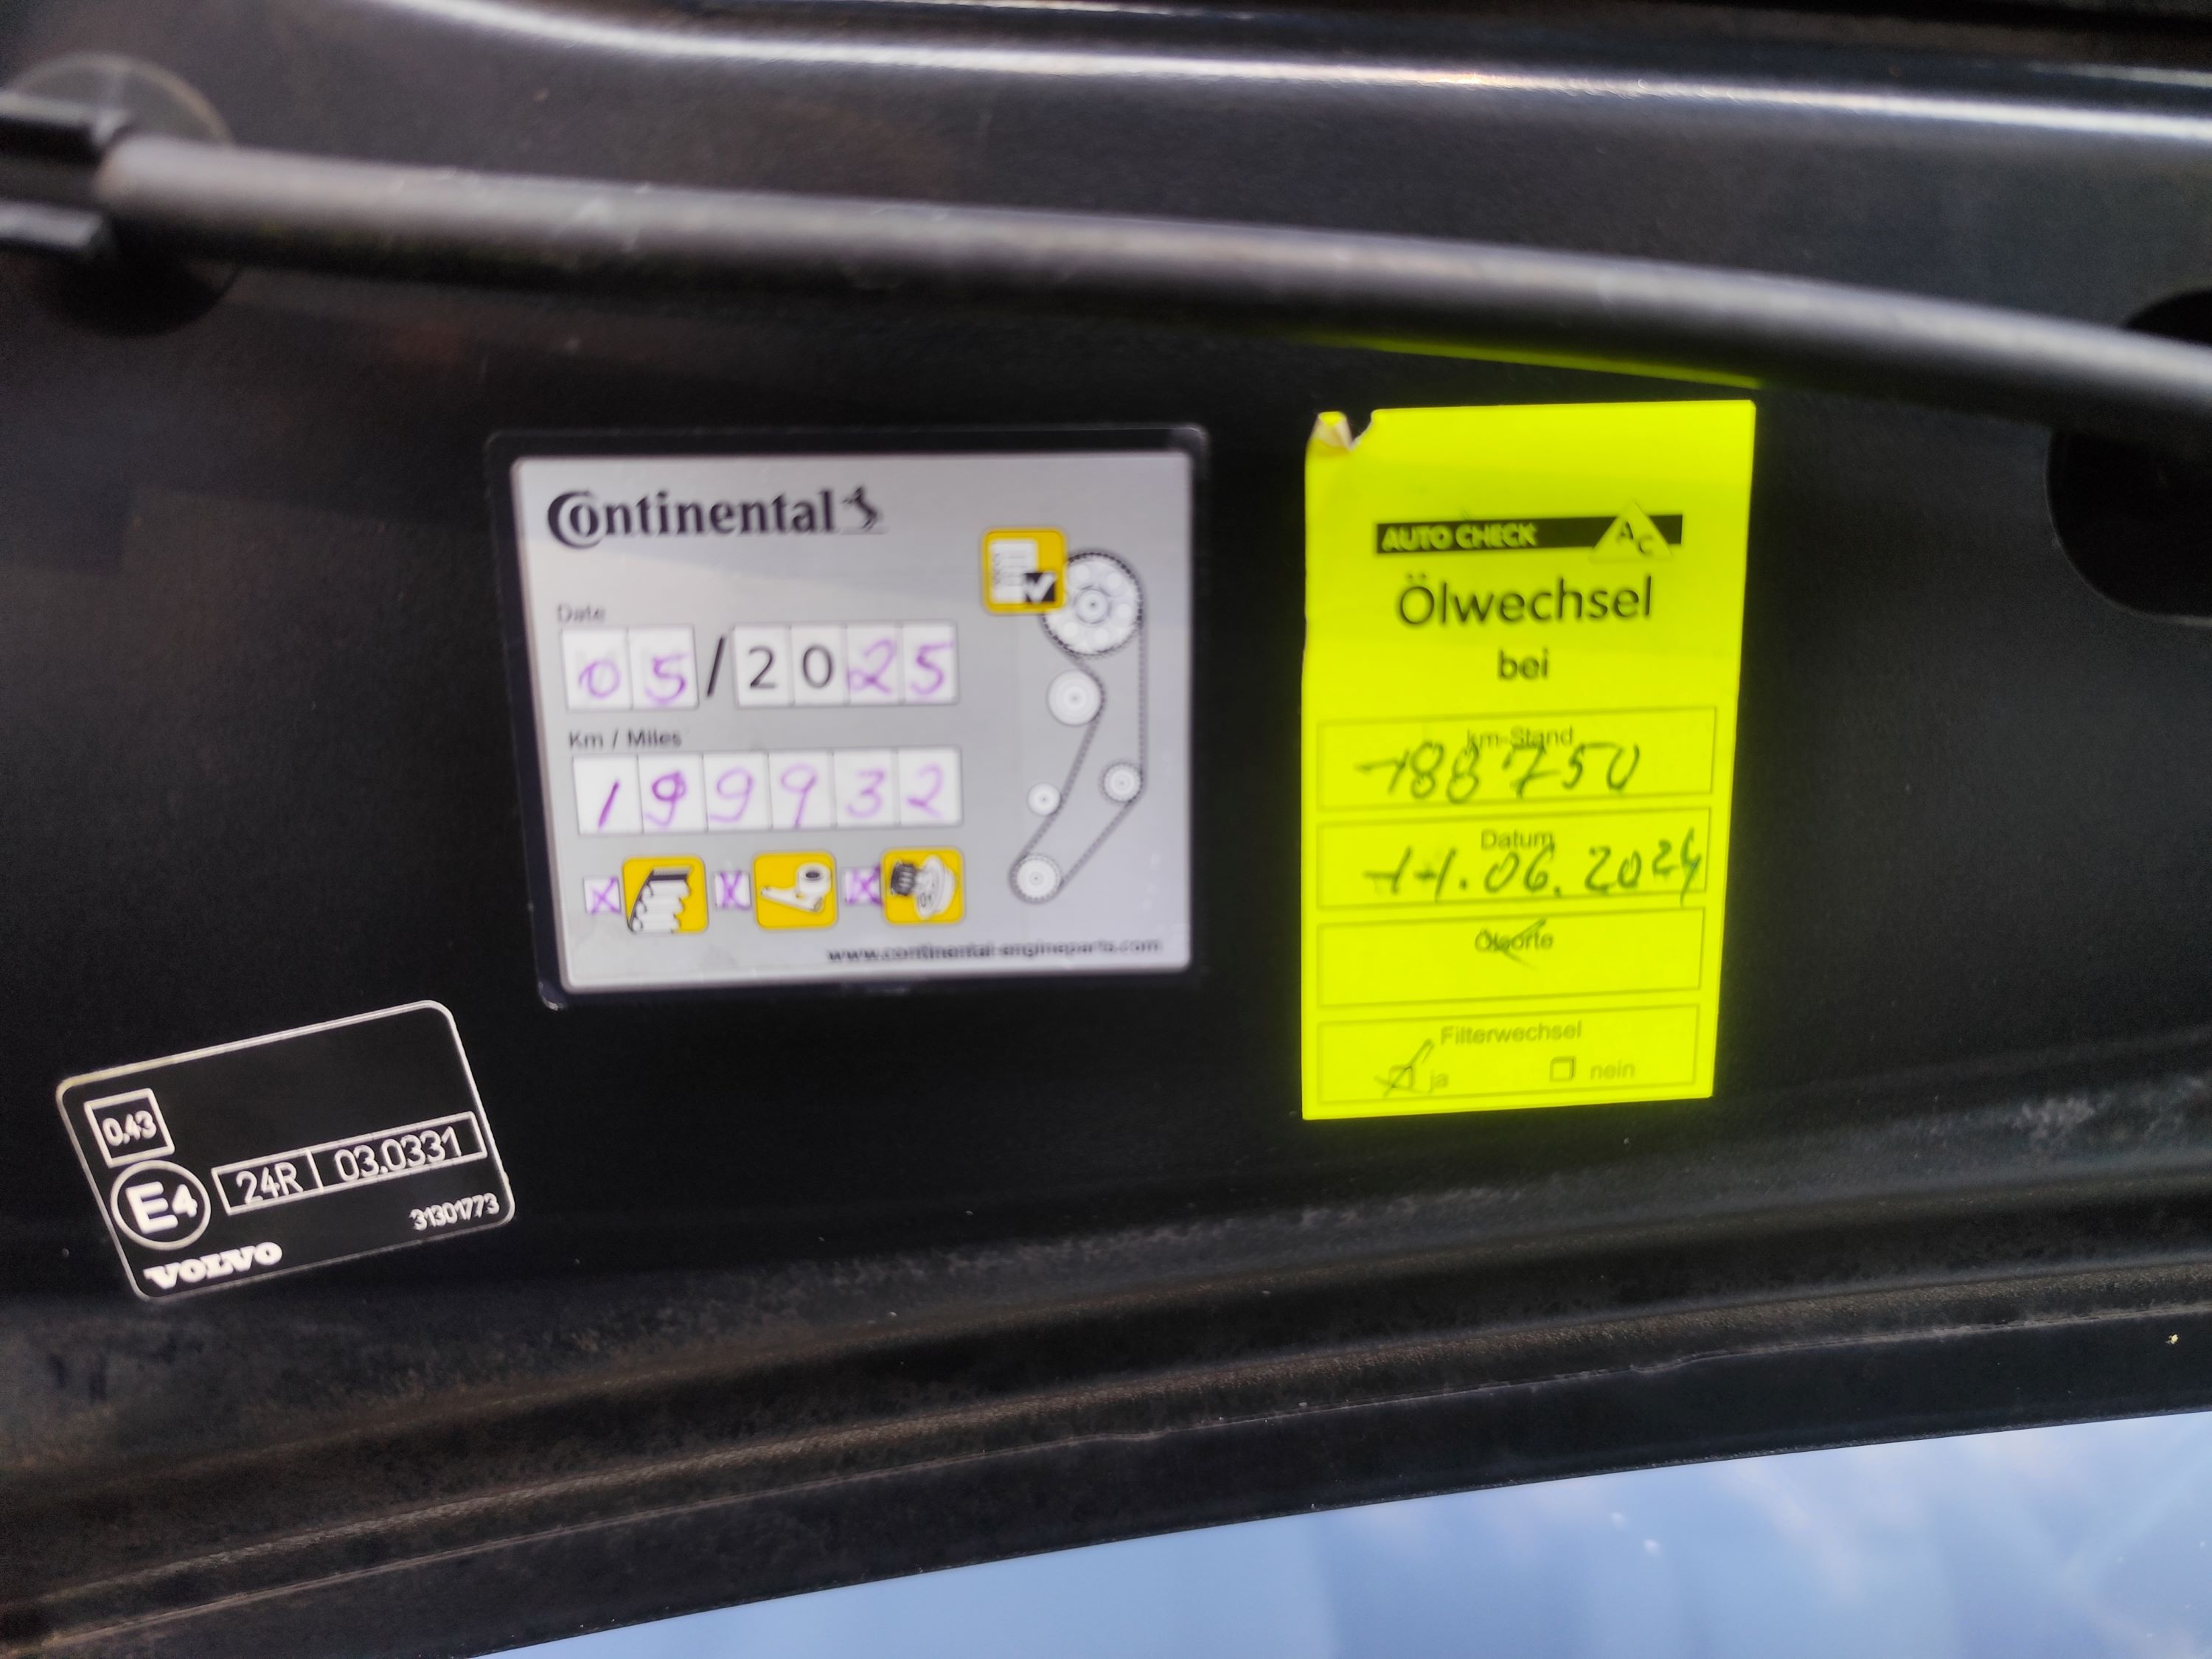 Continental
Date
05/2025
Km / Miles
199932
www.continental-engineparts.com
AUTO CHECK AC
Ölwechsel
bei
km-Stand
188750
Datum
11.06.2024
Ölsorte
Filterwechsel
ja nein
0.43
E4 24R 03.0331
31301773
VOLVO